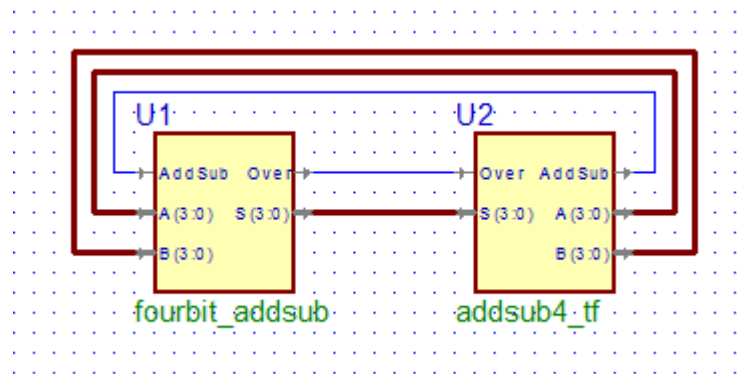 U1
U2
AddSub Over
Over AddSub
A(3:0) S(3:0)
S(3:0) A(3:0)
B(3:0)
B(3:0)
fourbit_addsub
addsub4_tf